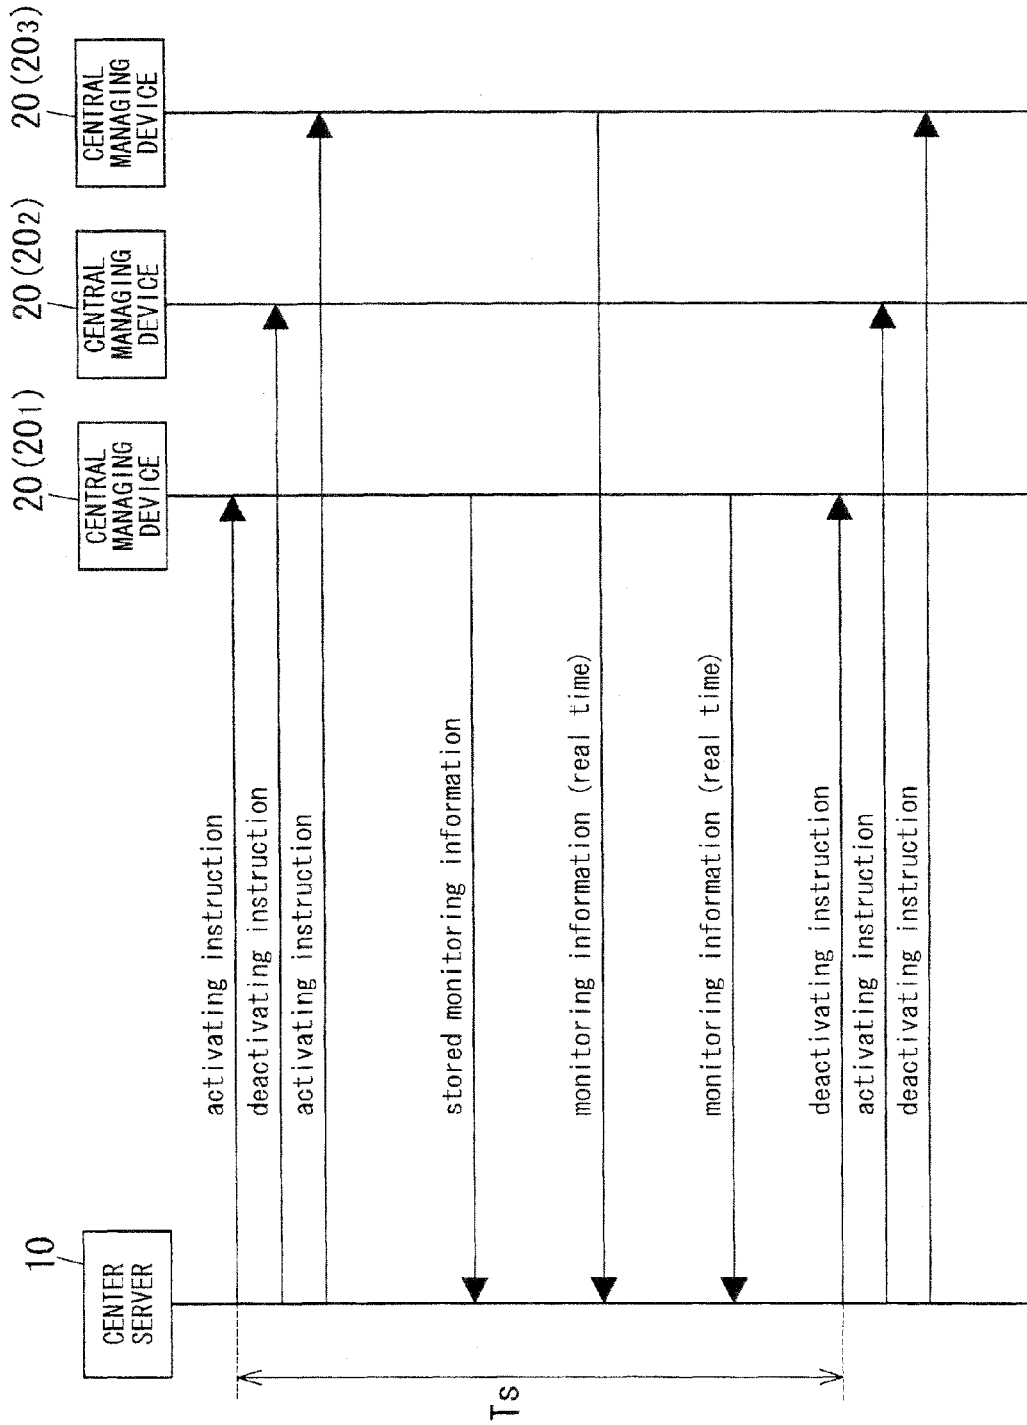 10
CENTER
SERVER
20(201)
CENTRAL
MANAGING
DEVICE
20(202)
CENTRAL
MANAGING
DEVICE
20(203)
CENTRAL
MANAGING
DEVICE
Ts
activating instruction
deactivating instruction
activating instruction
stored monitoring information
monitoring information (real time)
monitoring information (real time)
deactivating instruction
activating instruction
deactivating instruction